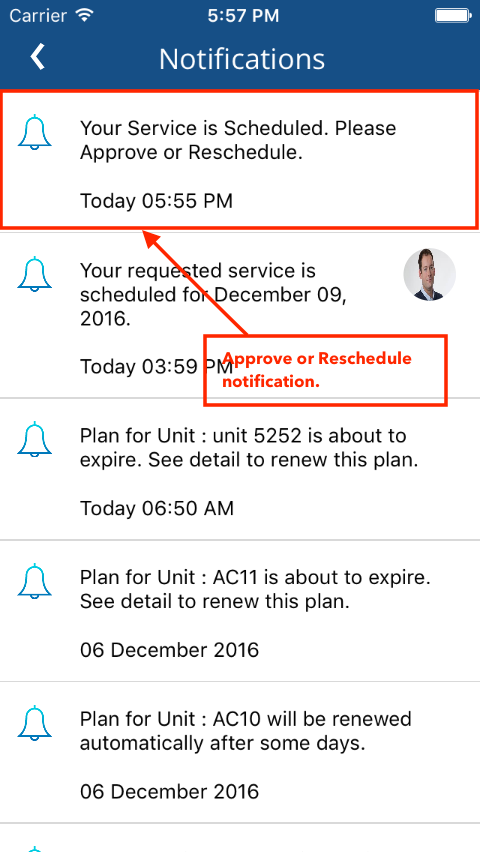 Carrier 5:57 PM
Notifications
Your Service is Scheduled. Please
Approve or Reschedule.
Today 05:55 PM
Your requested service is
scheduled for December 09,
2016.
Today 03:59 PM
Approve or Reschedule
notification.
Plan for Unit : unit 5252 is about to
expire. See detail to renew this plan.
Today 06:50 AM
Plan for Unit : AC11 is about to expire.
See detail to renew this plan.
06 December 2016
Plan for Unit : AC10 will be renewed
automatically after some days.
06 December 2016